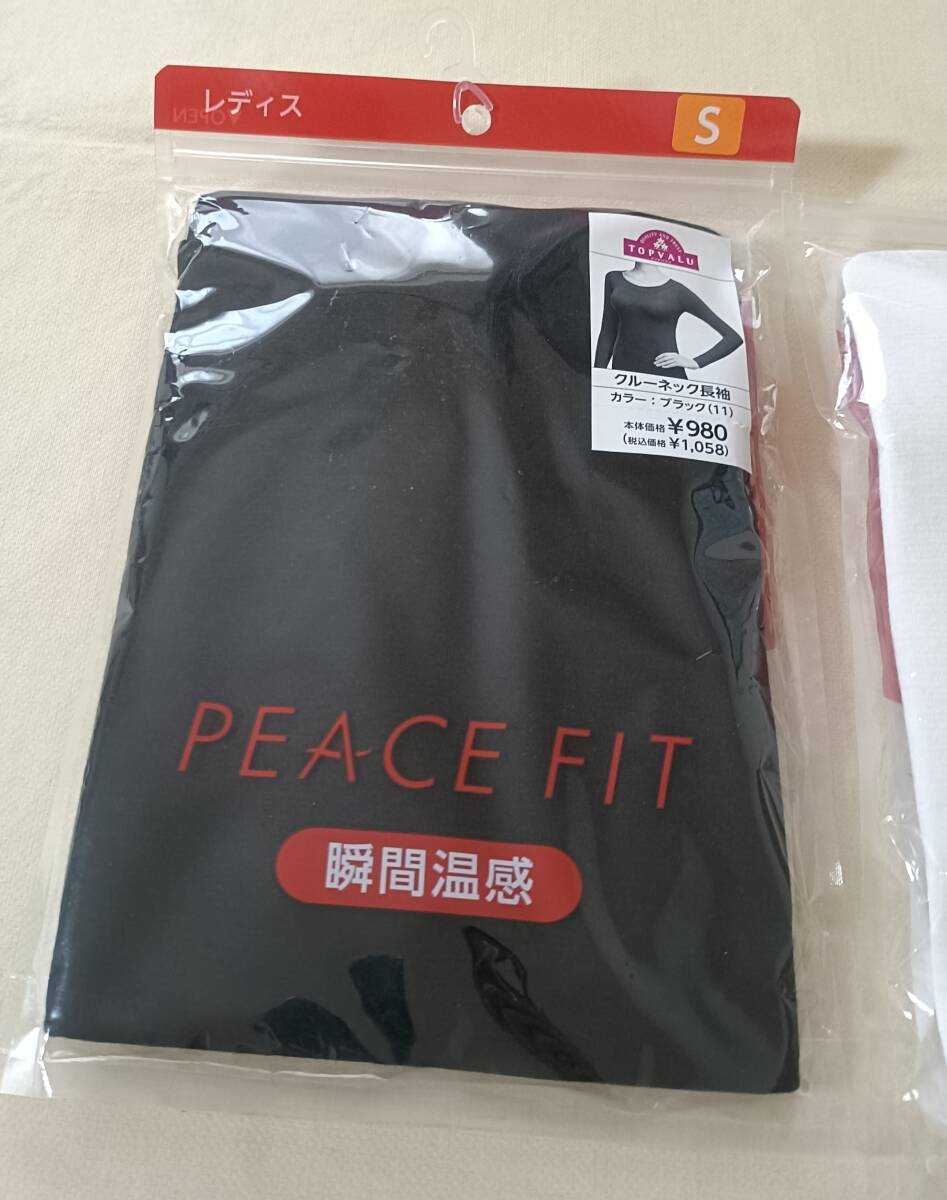 レディス
S
OPEN
TOPVALU
クルーネック長袖
カラー：ブラック(11)
本体価格 ¥980
(税込価格 ¥1,058)
PEACE FIT
瞬間温感